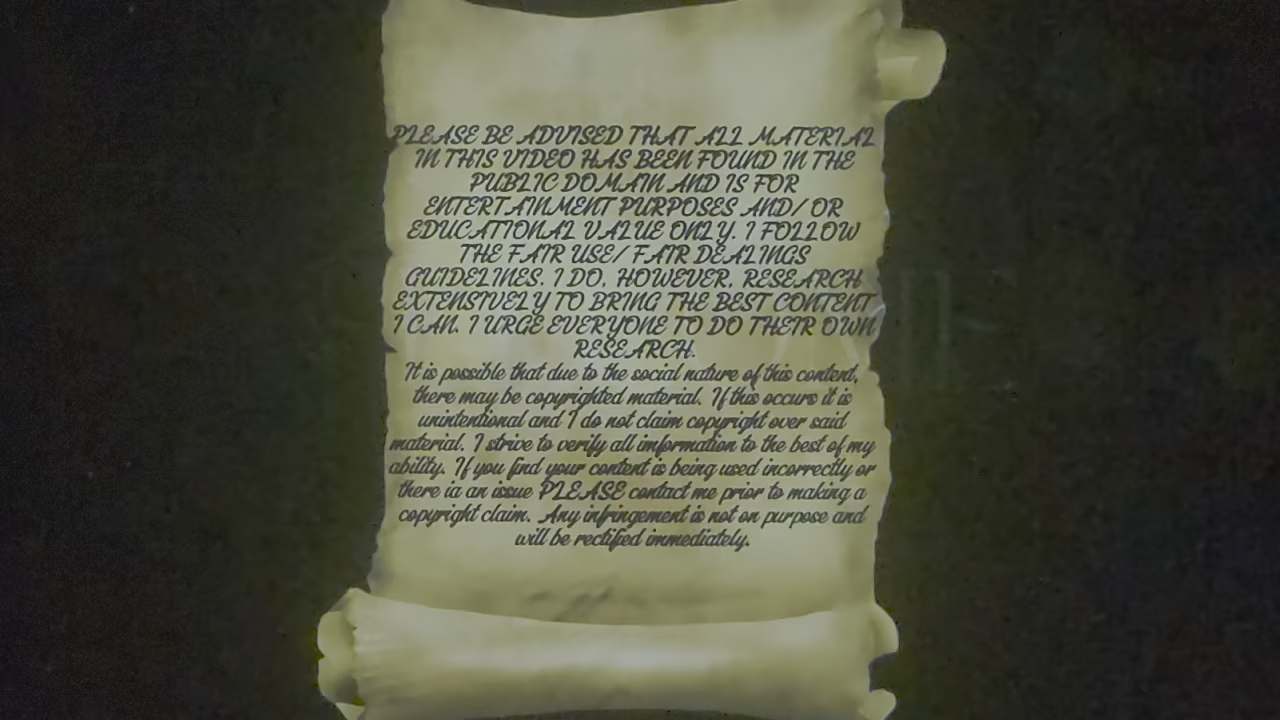 PLEASE BE ADVISED THAT ALL MATERIAL
IN THIS VIDEO HAS BEEN FOUND IN THE
PUBLIC DOMAIN AND IS FOR
ENTERTAINMENT PURPOSES AND/ OR
EDUCATIONAL VALUE ONLY. I FOLLOW
THE FAIR USE/ FAIR DEALINGS
GUIDELINES. I DO, HOWEVER, RESEARCH
EXTENSIVELY TO BRING THE BEST CONTENT
I CAN. I URGE EVERYONE TO DO THEIR OWN
RESEARCH.
It is possible that due to the social nature of this content,
there may be copyrighted material. If this occurs it is
unintentional and I do not claim copyright over said
material. I strive to verify all imformation to the best of my
ability. If you find your content is being used incorrectly or
there ia an issue PLEASE contact me prior to making a
copyright claim. Any infringement is not on purpose and
will be rectified immediately.